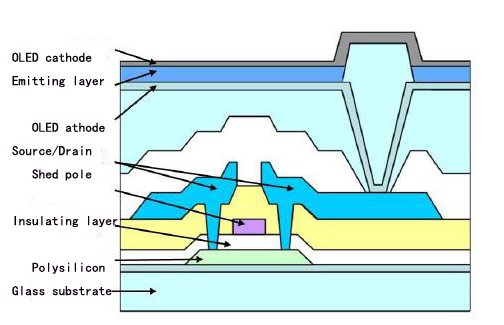 OLED cathode
Emitting layer
OLED athode
Source/Drain
Shed pole
Insulating layer
Polysilicon
Glass substrate